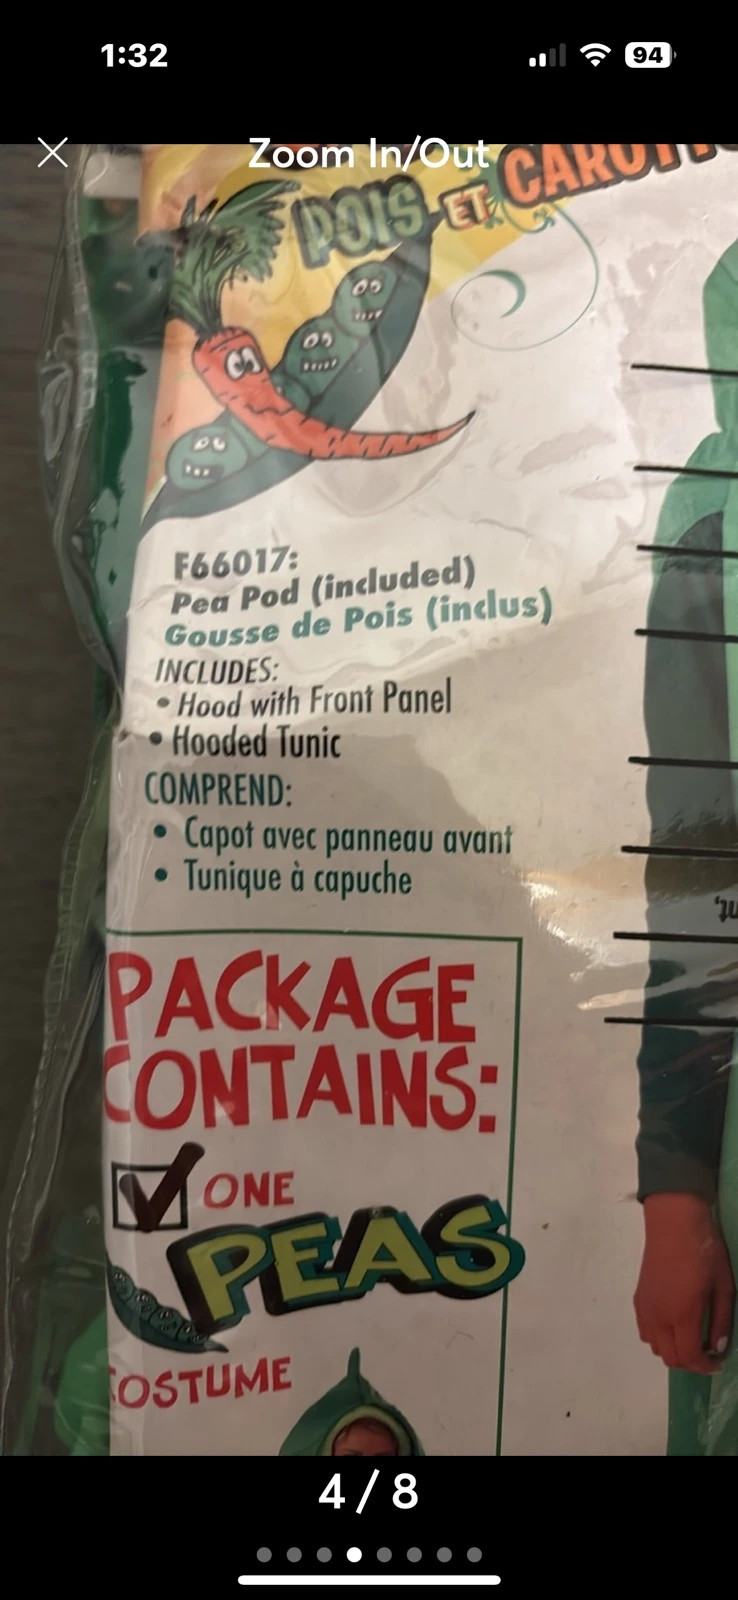 1:32
94
Zoom In/Out
POIS ET
F66017:
Pea Pod (included)
Gousse de Pois (inclus)
INCLUDES:
• Hood with Front Panel
• Hooded Tunic
COMPREND:
• Capot avec panneau avant
• Tunique à capuche
PACKAGE
CONTAINS:
ONE
PEAS
COSTUME
4 / 8